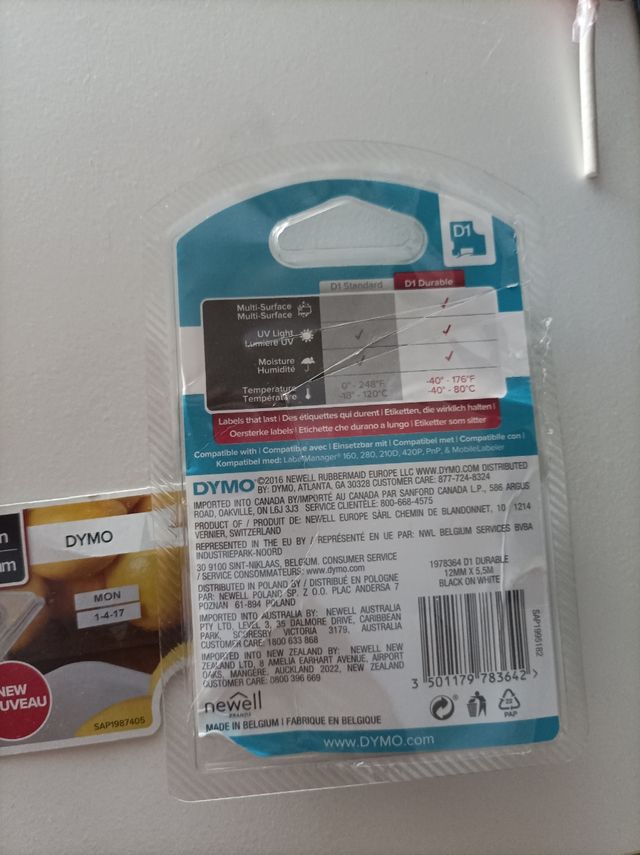 D1
D1 Standard D1 Durable
Multi-Surface
Multi-Surface
UV Light
Lumière UV
Moisture
Humidité
Temperature
Température
0° - 248°F
-18° - 120°C
-40° - 176°F
-40° - 80°C
Labels that last | Des étiquettes qui durent | Etiketten, die wirklich halten |
Oersterke labels | Etichette che durano a lungo | Etiketter som sitter
Compatible with | Compatible avec | Einsetzbar mit | Compatibel met | Compatibile con |
Kompatibel med: LabelManager® 160, 280, 210D, 420P, PnP, & MobileLabeler
DYMO ©2016 NEWELL RUBBERMAID EUROPE LLC WWW.DYMO.COM DISTRIBUTED
BY: DYMO, ATLANTA, GA 30328 CUSTOMER CARE: 877-724-8324
IMPORTED INTO CANADA BY/IMPORTÉ AU CANADA PAR SANFORD CANADA L.P., 586 ARGUS
ROAD, OAKVILLE, ON L6J 3J3 SERVICE CLIENTÈLE: 800-668-4575
PRODUCT OF / PRODUIT DE: NEWELL EUROPE SÀRL CHEMIN DE BLANDONNET, 10 1214
VERNIER, SWITZERLAND
REPRESENTED IN THE EU BY / REPRÉSENTÉ EN UE PAR: NWL BELGIUM SERVICES BVBA
INDUSTRIEPARK-NOORD
30 9100 SINT-NIKLAAS, BELGIUM. CONSUMER SERVICE
/ SERVICE CONSOMMATEURS: www.dymo.com
DISTRIBUTED IN POLAND BY / DISTRIBUÉ EN POLOGNE
PAR: NEWELL POLAND SP. Z O.O. PLAC ANDERSA 7
POZNAN 61-894 POLAND
IMPORTED INTO AUSTRALIA BY: NEWELL AUSTRALIA
PTY LTD, LEVEL 3, 35 DALMORE DRIVE, CARIBBEAN
PARK, SCORESBY VICTORIA 3179, AUSTRALIA
CUSTOMER CARE: 1800 633 868
IMPORTED INTO NEW ZEALAND BY: NEWELL NEW
ZEALAND LTD, 8 AMELIA EARHART AVENUE, AIRPORT
OAKS, MANGERE, AUCKLAND 2022, NEW ZEALAND
CUSTOMER CARE: 0800 396 669
1978364 D1 DURABLE
12MM X 5,5M
BLACK ON WHITE
SAP1995182
3 501179 783642 >
newell
BRANDS
22
PAP
MADE IN BELGIUM | FABRIQUÉ EN BELGIQUE
www.DYMO.com
DYMO
MON
1-4-17
NEW
UVEAU
SAP1987405